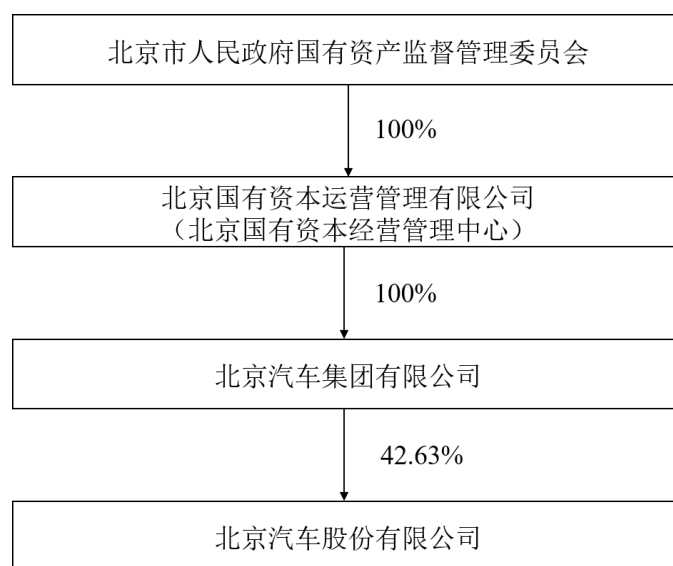 北京市人民政府国有资产监督管理委员会
100%
北京国有资本运营管理有限公司
（北京国有资本经营管理中心）
100%
北京汽车集团有限公司
42.63%
北京汽车股份有限公司